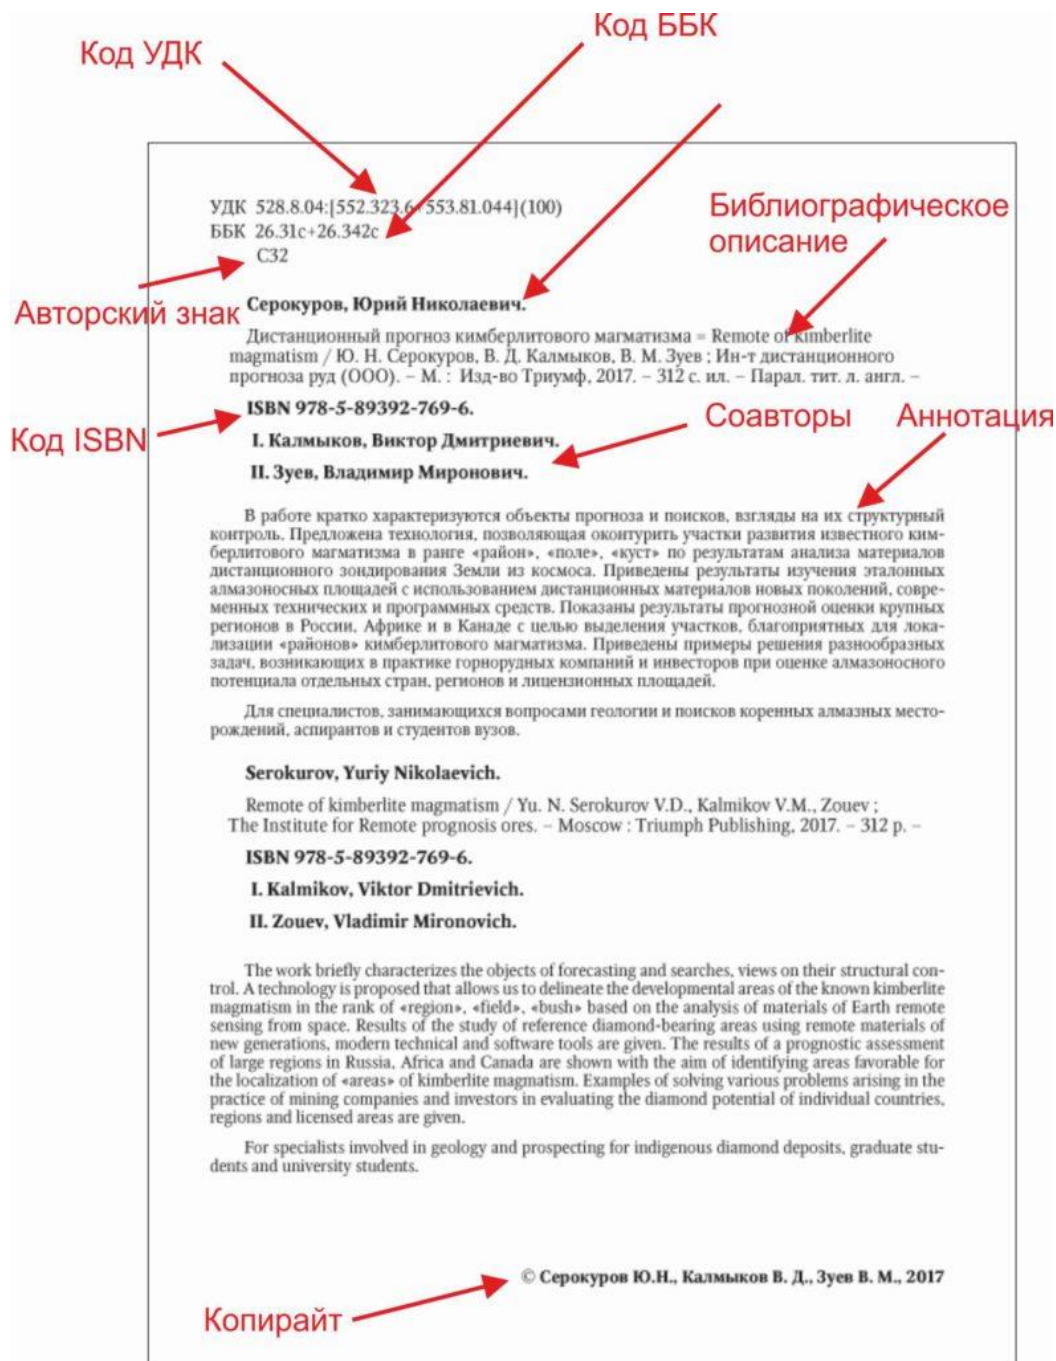 Код ББК
Код УДК
УДК 528.8.04:[552.323.6+553.81.044](100)
ББК 26.31с+26.342с
С32
Библиографическое
описание
Авторский знак
Серокуров, Юрий Николаевич.
Дистанционный прогноз кимберлитового магматизма = Remote of kimberlite
magmatism / Ю. Н. Серокуров, В. Д. Калмыков, В. М. Зуев ; Ин-т дистанционного
прогноза руд (ООО). – М. : Изд-во Триумф, 2017. – 312 с. ил. – Парал. тит. л. англ. –
ISBN 978-5-89392-769-6.
Код ISBN
Соавторы
Аннотация
I. Калмыков, Виктор Дмитриевич.
II. Зуев, Владимир Миронович.
В работе кратко характеризуются объекты прогноза и поисков, взгляды на их структурный
контроль. Предложена технология, позволяющая оконтурить участки развития известного ким-
берлитового магматизма в ранге «район», «поле», «куст» по результатам анализа материалов
дистанционного зондирования Земли из космоса. Приведены результаты изучения эталонных
алмазоносных площадей с использованием дистанционных материалов новых поколений, совре-
менных технических и программных средств. Показаны результаты прогнозной оценки крупных
регионов в России, Африке и в Канаде с целью выделения участков, благоприятных для лока-
лизации «районов» кимберлитового магматизма. Приведены примеры решения разнообразных
задач, возникающих в практике горнорудных компаний и инвесторов при оценке алмазоносного
потенциала отдельных стран, регионов и лицензионных площадей.
Для специалистов, занимающихся вопросами геологии и поисков коренных алмазных место-
рождений, аспирантов и студентов вузов.
Serokurov, Yuriy Nikolaevich.
Remote of kimberlite magmatism / Yu. N. Serokurov V.D., Kalmikov V.M., Zouev ;
The Institute for Remote prognosis ores. – Moscow : Triumph Publishing, 2017. – 312 p. –
ISBN 978-5-89392-769-6.
I. Kalmikov, Viktor Dmitrievich.
II. Zouev, Vladimir Mironovich.
The work briefly characterizes the objects of forecasting and searches, views on their structural con-
trol. A technology is proposed that allows us to delineate the developmental areas of the known kimberlite
magmatism in the rank of «region», «field», «bush» based on the analysis of materials of Earth remote
sensing from space. Results of the study of reference diamond-bearing areas using remote materials of
new generations, modern technical and software tools are given. The results of a prognostic assessment
of large regions in Russia, Africa and Canada are shown with the aim of identifying areas favorable for
the localization of «areas» of kimberlite magmatism. Examples of solving various problems arising in the
practice of mining companies and investors in evaluating the diamond potential of individual countries,
regions and licensed areas are given.
For specialists involved in geology and prospecting for indigenous diamond deposits, graduate stu-
dents and university students.
© Серокуров Ю.Н., Калмыков В. Д., Зуев В. М., 2017
Копирайт